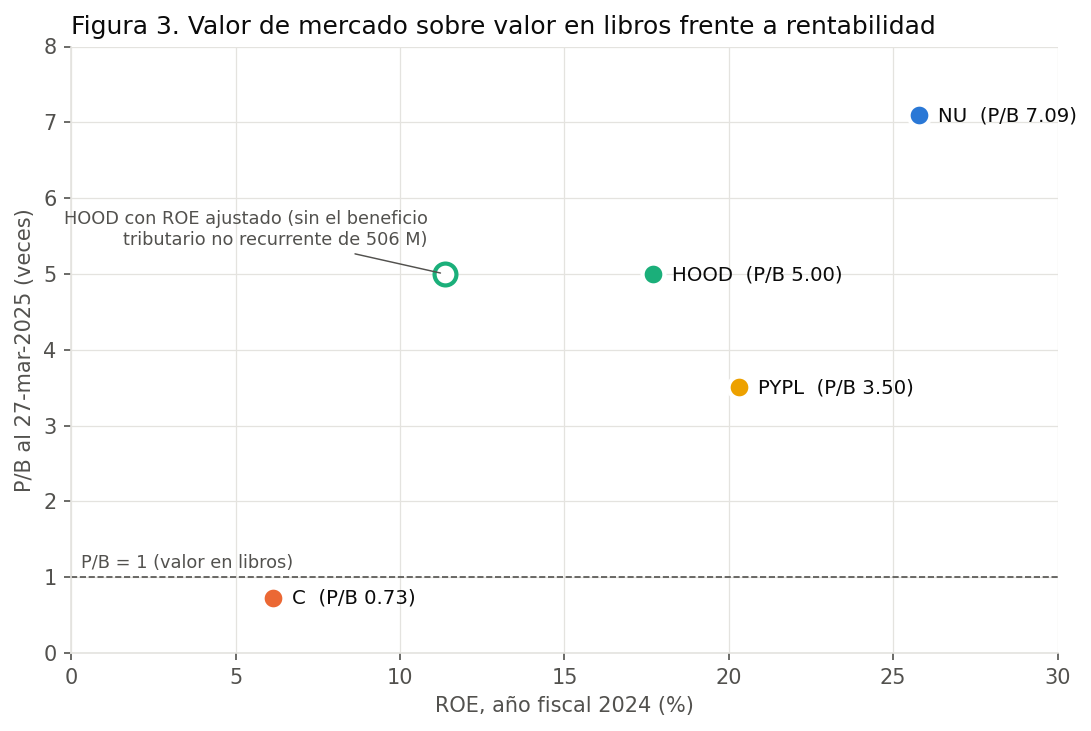 Figura 3. Valor de mercado sobre valor en libros frente a rentabilidad
P/B al 27-mar-2025 (veces)
8
7
6
5
4
3
2
1
0
NU (P/B 7.09)
HOOD con ROE ajustado (sin el beneficio
tributario no recurrente de 506 M)
HOOD (P/B 5.00)
PYPL (P/B 3.50)
P/B = 1 (valor en libros)
C (P/B 0.73)
0 5 10 15 20 25 30
ROE, año fiscal 2024 (%)